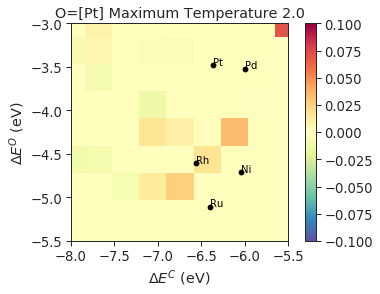 O=[Pt] Maximum Temperature 2.0
−3.0
−3.5
−4.0
−4.5
−5.0
−5.5
ΔE^O (eV)
Pt
Pd
Rh
Ni
Ru
−8.0 −7.5 −7.0 −6.5 −6.0 −5.5
ΔE^C (eV)
0.100
0.075
0.050
0.025
0.000
−0.025
−0.050
−0.075
−0.100